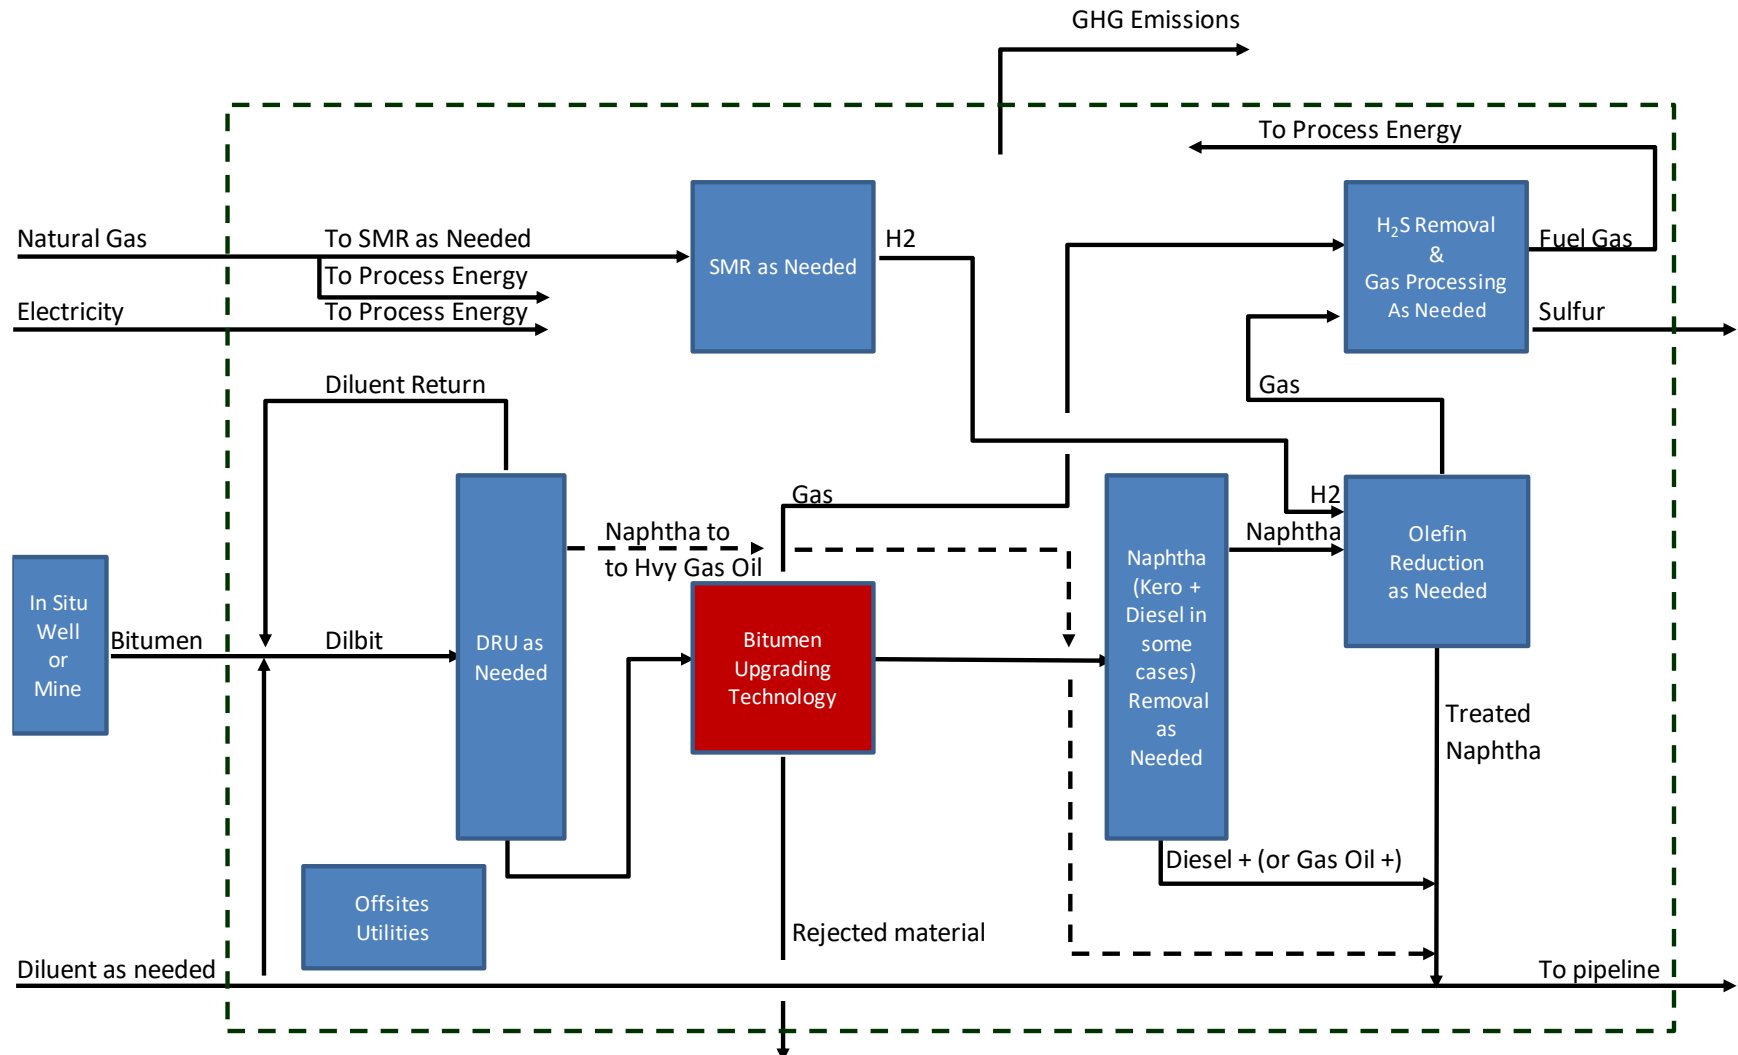 GHG Emissions
To Process Energy
Natural Gas
To SMR as Needed
H2
SMR as Needed
H₂S Removal
&
Gas Processing
As Needed
Fuel Gas
To Process Energy
Electricity
To Process Energy
Sulfur
Diluent Return
Gas
Gas
H2
Naphtha to
to Hvy Gas Oil
Naphtha
Olefin
Reduction
as Needed
Naphtha
(Kero +
Diesel in
some
cases)
Removal
as
Needed
In Situ
Well
or
Mine
Bitumen
Dilbit
DRU as
Needed
Bitumen
Upgrading
Technology
Treated
Naphtha
Diesel + (or Gas Oil +)
Offsites
Utilities
Rejected material
Diluent as needed
To pipeline